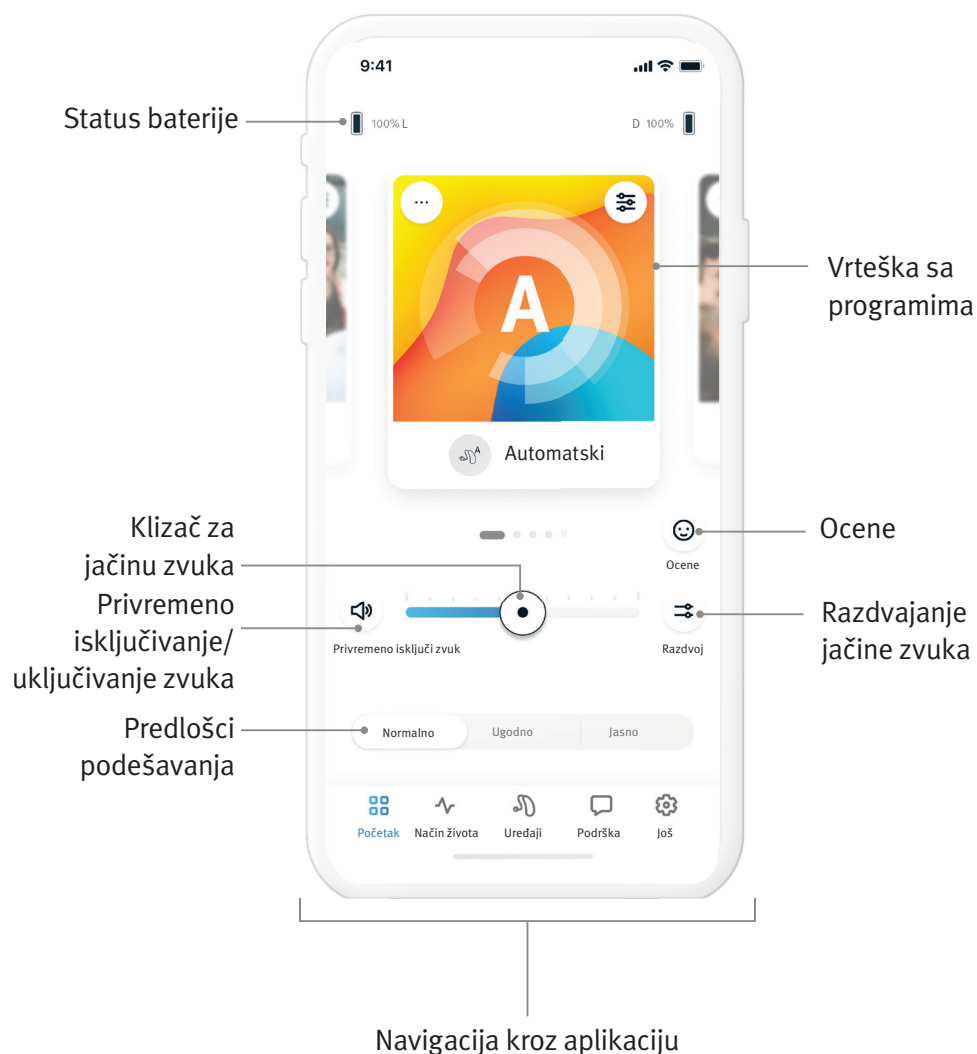 9:41
Status baterije
100% L
D 100%
...
A
Vrteška sa
programima
A
Automatski
Klizač za
jačinu zvuka
Ocene
Ocene
Privremeno
isključivanje/
uključivanje zvuka
Privremeno isključi zvuk
Razdvoj
Razdvajanje
jačine zvuka
Predlošci
podešavanja
Normalno
Ugodno
Jasno
Početak
Način života
Uređaji
Podrška
Još
Navigacija kroz aplikaciju